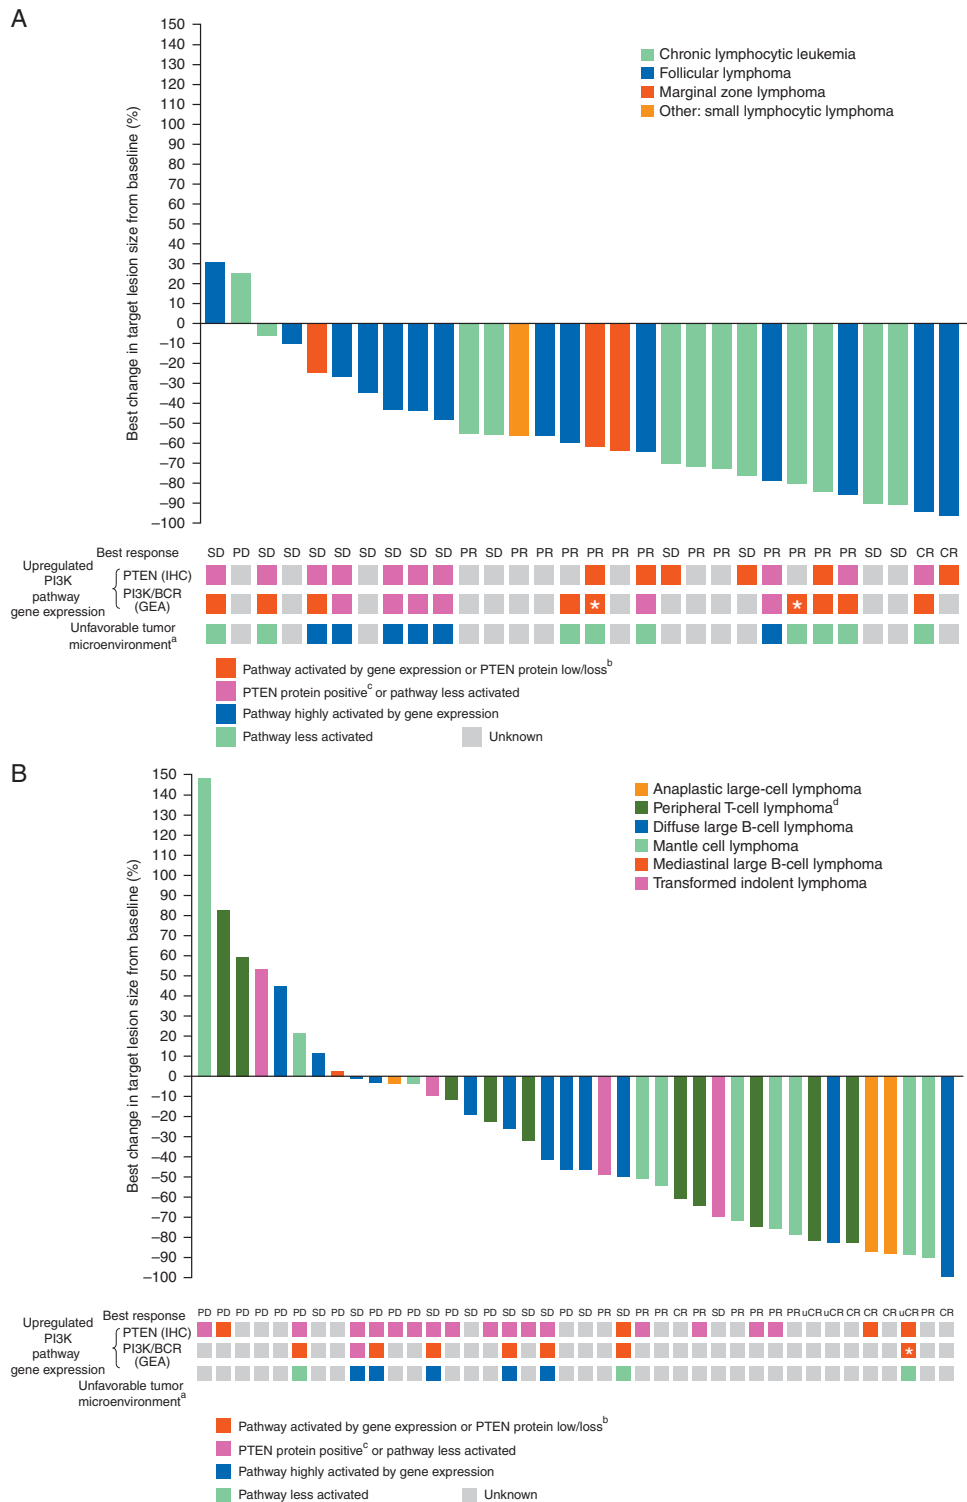 A
150
140
130
120
110
100
90
80
70
60
50
40
30
20
10
0
−10
−20
−30
−40
−50
−60
−70
−80
−90
−100
Best change in target lesion size from baseline (%)
Chronic lymphocytic leukemia
Follicular lymphoma
Marginal zone lymphoma
Other: small lymphocytic lymphoma
Best response SD PD SD SD SD SD SD SD SD SD PR SD PR PR PR PR PR PR SD PR PR SD PR PR PR PR SD SD CR CR
Upregulated
PI3K
pathway
gene expression
PTEN (IHC)
PI3K/BCR
(GEA)
* *
Unfavorable tumor
microenvironmentᵃ
Pathway activated by gene expression or PTEN protein low/lossᵇ
PTEN protein positiveᶜ or pathway less activated
Pathway highly activated by gene expression
Pathway less activated Unknown
B
150
140
130
120
110
100
90
80
70
60
50
40
30
20
10
0
−10
−20
−30
−40
−50
−60
−70
−80
−90
−100
Best change in target lesion size from baseline (%)
Anaplastic large-cell lymphoma
Peripheral T-cell lymphomaᵈ
Diffuse large B-cell lymphoma
Mantle cell lymphoma
Mediastinal large B-cell lymphoma
Transformed indolent lymphoma
Best response PD PD PD PD PD PD SD PD SD PD PD PD SD PD SD PD SD SD SD PD SD PR SD PR PR CR PR SD PR PR PR PR uCR uCR CR CR CR uCR PR CR
Upregulated
PI3K
pathway
gene expression
PTEN (IHC)
PI3K/BCR
(GEA)
*
Unfavorable tumor
microenvironmentᵃ
Pathway activated by gene expression or PTEN protein low/lossᵇ
PTEN protein positiveᶜ or pathway less activated
Pathway highly activated by gene expression
Pathway less activated Unknown